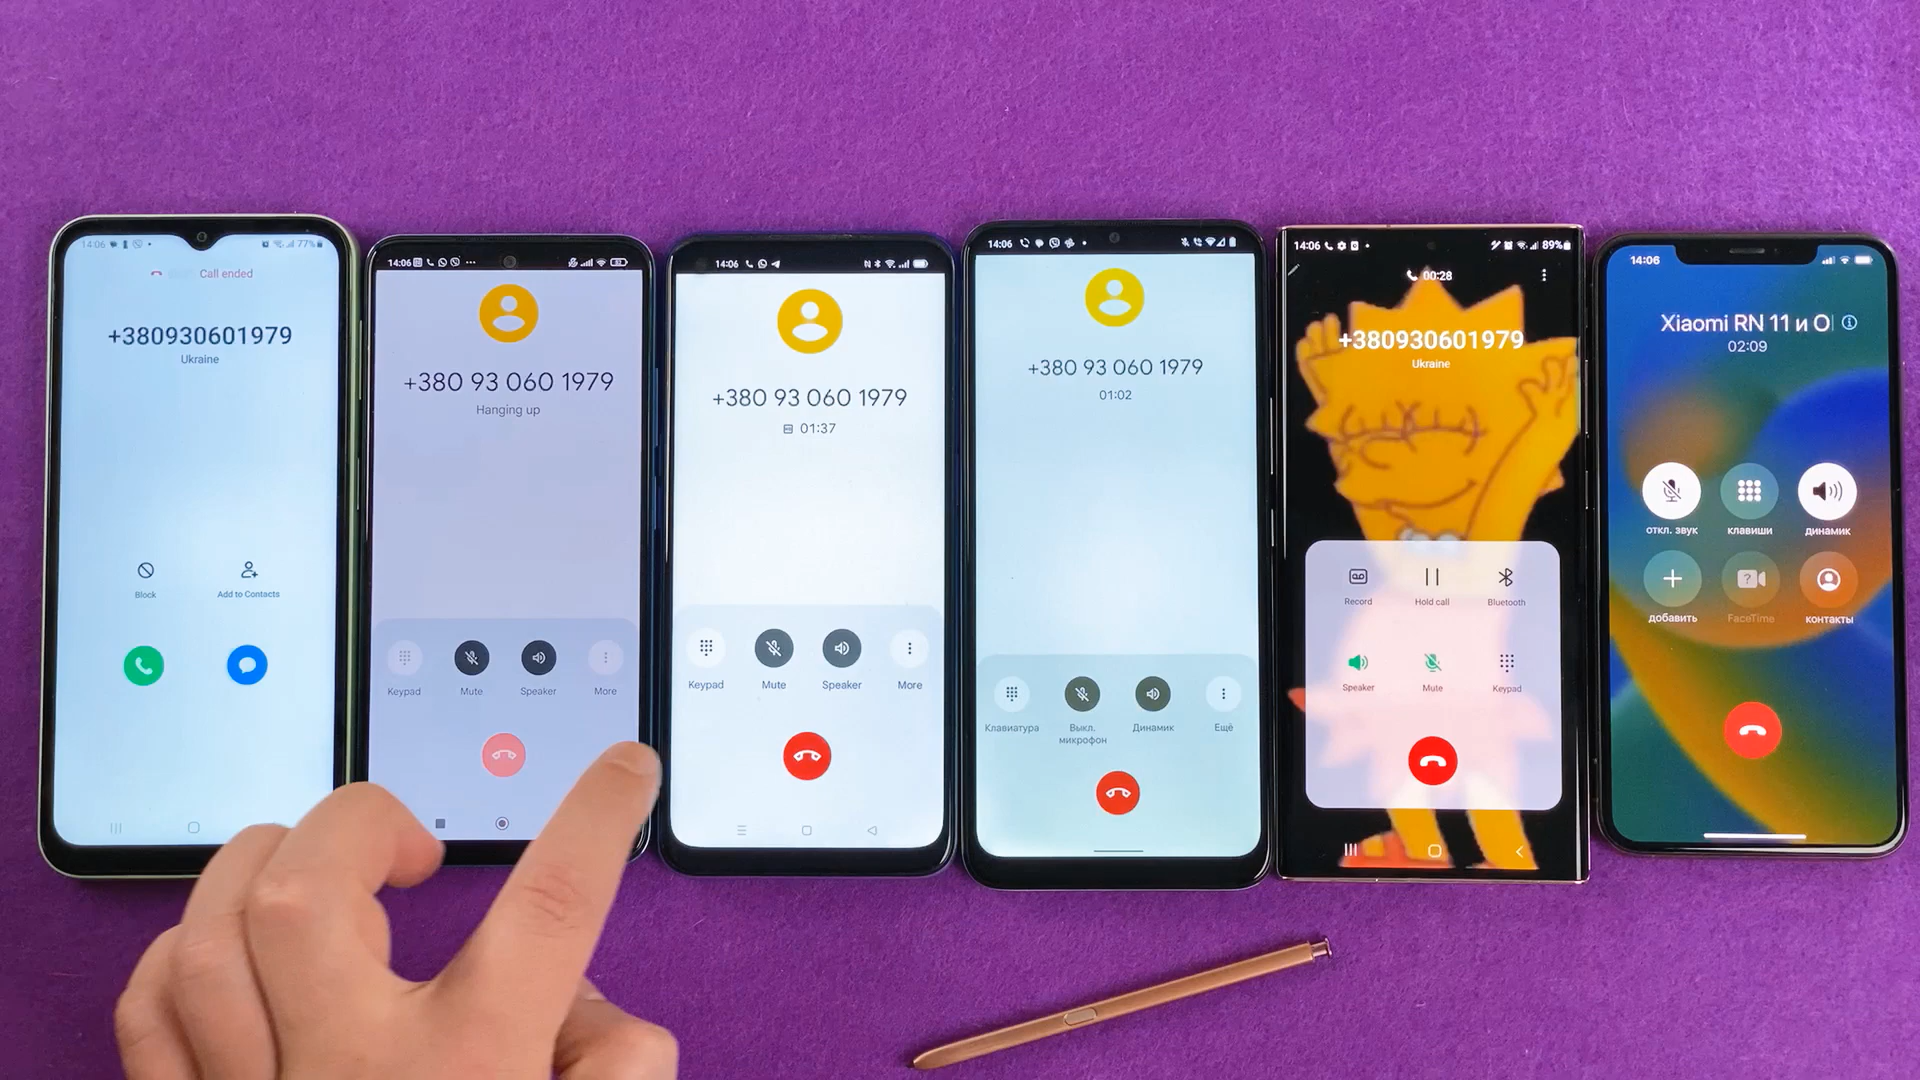 14:06
77%
Call ended
+380930601979
Ukraine
Block
Add to Contacts
14:06
+380 93 060 1979
Hanging up
Keypad
Mute
Speaker
More
14:06
+380 93 060 1979
01:37
Keypad
Mute
Speaker
More
14:06
+380 93 060 1979
01:02
Клавиатура
Выкл. микрофон
Динамик
Ещё
14:06
89%
00:28
+380930601979
Ukraine
Record
Hold call
Bluetooth
Speaker
Mute
Keypad
14:06
Xiaomi RN 11 и О
02:09
откл. звук
клавиши
динамик
добавить
FaceTime
контакты